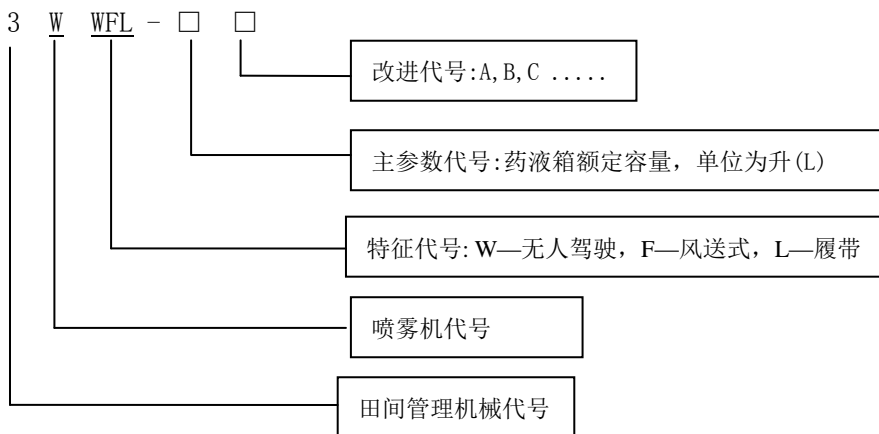 3 W WFL - □ □
改进代号:A,B,C .....
主参数代号:药液箱额定容量，单位为升(L)
特征代号: W—无人驾驶，F—风送式，L—履带
喷雾机代号
田间管理机械代号